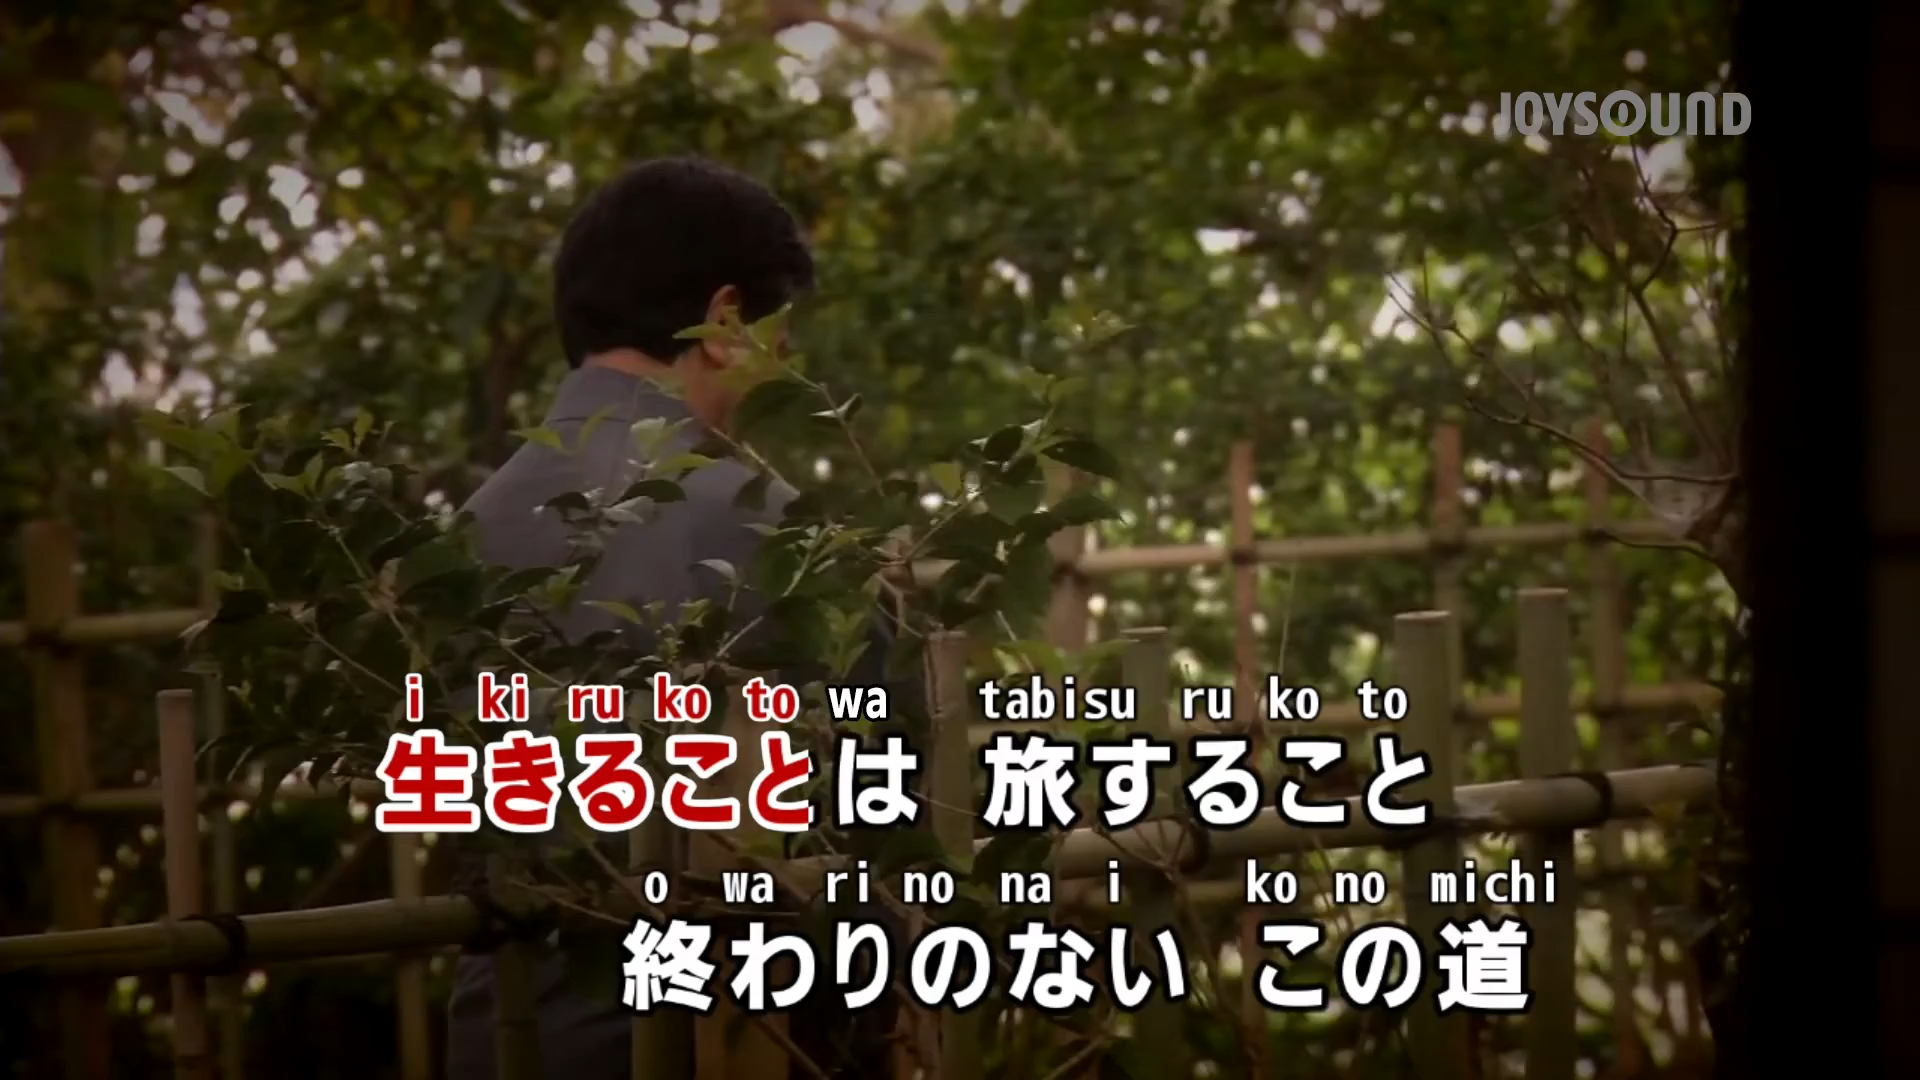 JOYSOUND
i ki ru ko to wa tabisu ru ko to
生きることは 旅すること
o wa ri no na i ko no michi
終わりのない この道